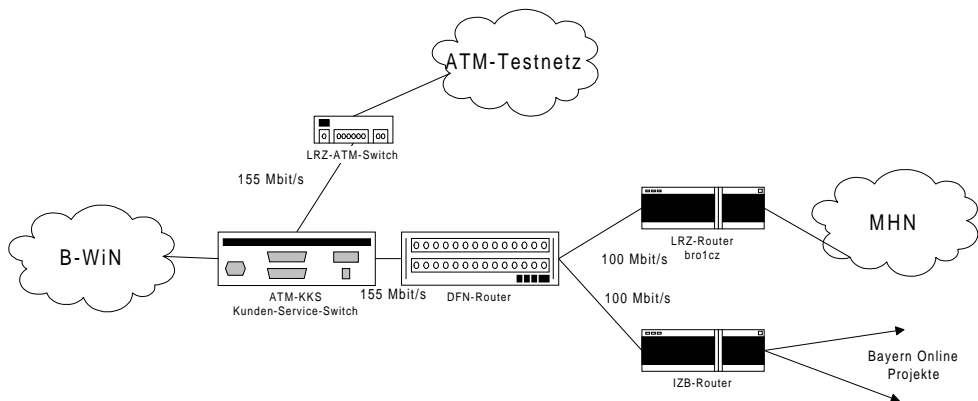 ATM-Testnetz
LRZ-ATM-Switch
155 Mbit/s
B-WiN
ATM-KKS
Kunden-Service-Switch
155 Mbit/s
DFN-Router
100 Mbit/s
LRZ-Router
bro1cz
MHN
100 Mbit/s
IZB-Router
Bayern Online
Projekte